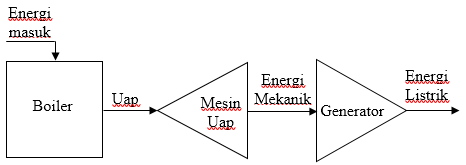 Energi
masuk
Boiler
Uap
Mesin
Uap
Energi
Mekanik
Generator
Energi
Listrik